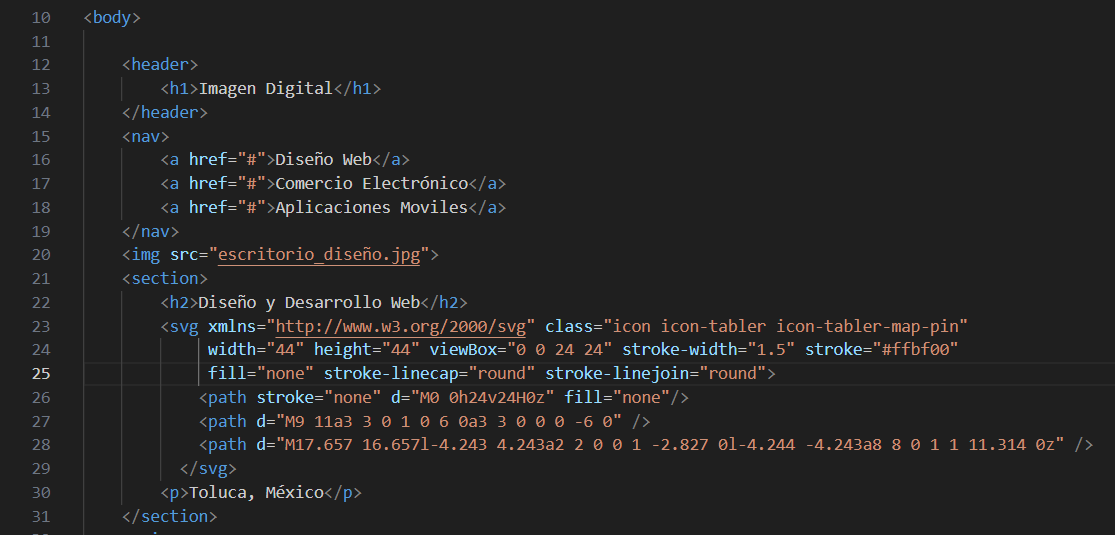 10 <body>
11
12 <header>
13 <h1>Imagen Digital</h1>
14 </header>
15 <nav>
16 <a href="#">Diseño Web</a>
17 <a href="#">Comercio Electrónico</a>
18 <a href="#">Aplicaciones Moviles</a>
19 </nav>
20 <img src="escritorio_diseño.jpg">
21 <section>
22 <h2>Diseño y Desarrollo Web</h2>
23 <svg xmlns="http://www.w3.org/2000/svg" class="icon icon-tabler icon-tabler-map-pin"
24 width="44" height="44" viewBox="0 0 24 24" stroke-width="1.5" stroke="#ffbf00"
25 fill="none" stroke-linecap="round" stroke-linejoin="round">
26 <path stroke="none" d="M0 0h24v24H0z" fill="none"/>
27 <path d="M9 11a3 3 0 1 0 6 0a3 3 0 0 0 -6 0" />
28 <path d="M17.657 16.657l-4.243 4.243a2 2 0 0 1 -2.827 0l-4.244 -4.243a8 8 0 1 1 11.314 0z" />
29 </svg>
30 <p>Toluca, México</p>
31 </section>